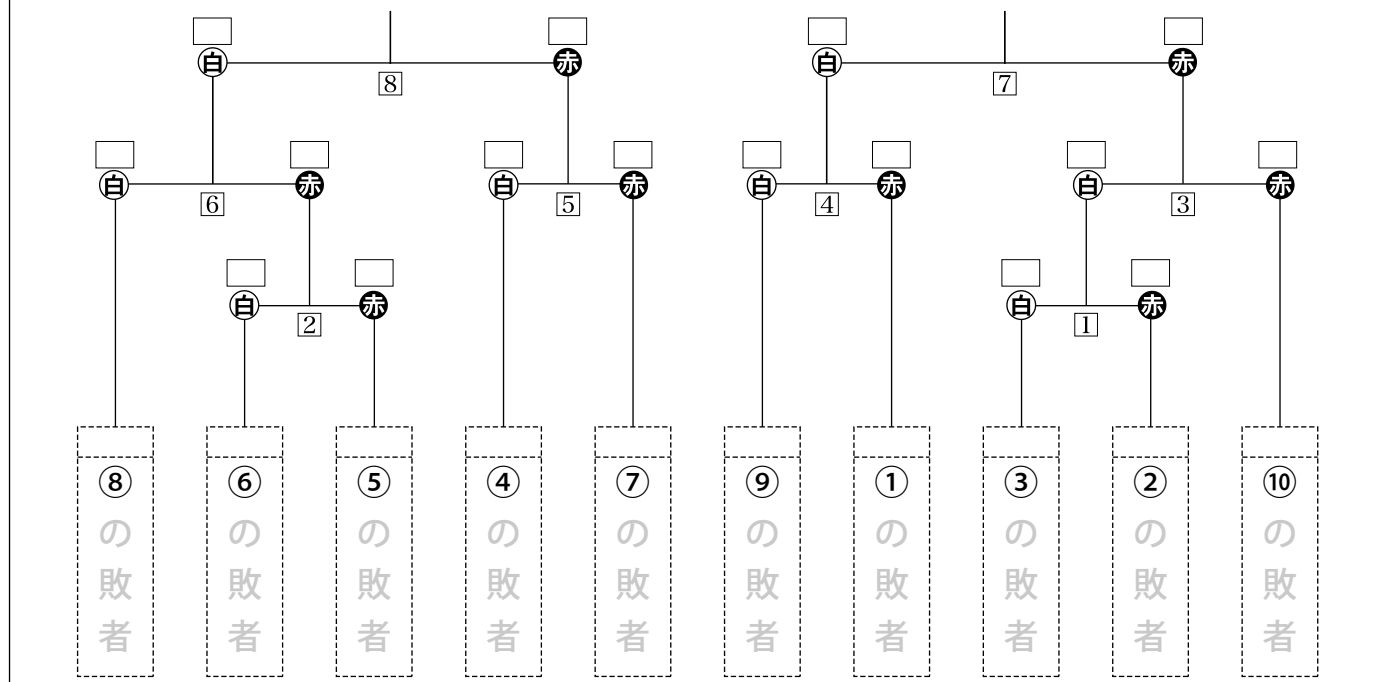 白 赤 白 赤
8 7
白 赤 白 赤 白 赤 白 赤
6 5 4 3
白 赤 白 赤
2 1
⑧の敗者
⑥の敗者
⑤の敗者
④の敗者
⑦の敗者
⑨の敗者
①の敗者
③の敗者
②の敗者
⑩の敗者